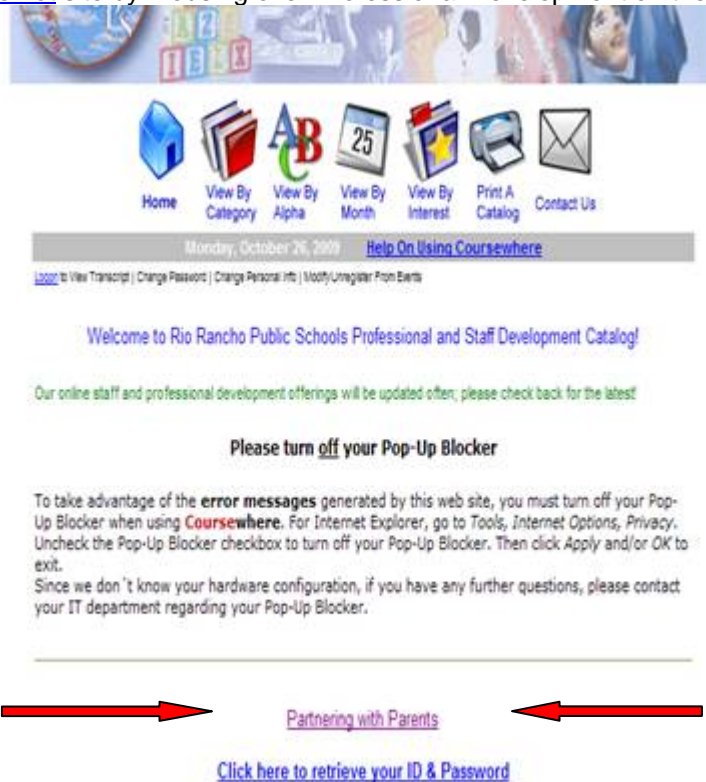 Home
View By
Category
View By
Alpha
View By
Month
View By
Interest
Print A
Catalog
Contact Us
ABC
25
Monday, October 26, 2009 Help On Using Coursewhere
Logon to View Transcript | Change Password | Change Personal Info | Modify/Unregister From Events
Welcome to Rio Rancho Public Schools Professional and Staff Development Catalog!
Our online staff and professional development offerings will be updated often; please check back for the latest!
Please turn off your Pop-Up Blocker
To take advantage of the error messages generated by this web site, you must turn off your Pop-
Up Blocker when using Coursewhere. For Internet Explorer, go to Tools, Internet Options, Privacy.
Uncheck the Pop-Up Blocker checkbox to turn off your Pop-Up Blocker. Then click Apply and/or OK to
exit.
Since we don´t know your hardware configuration, if you have any further questions, please contact
your IT department regarding your Pop-Up Blocker.
Partnering with Parents
Click here to retrieve your ID & Password